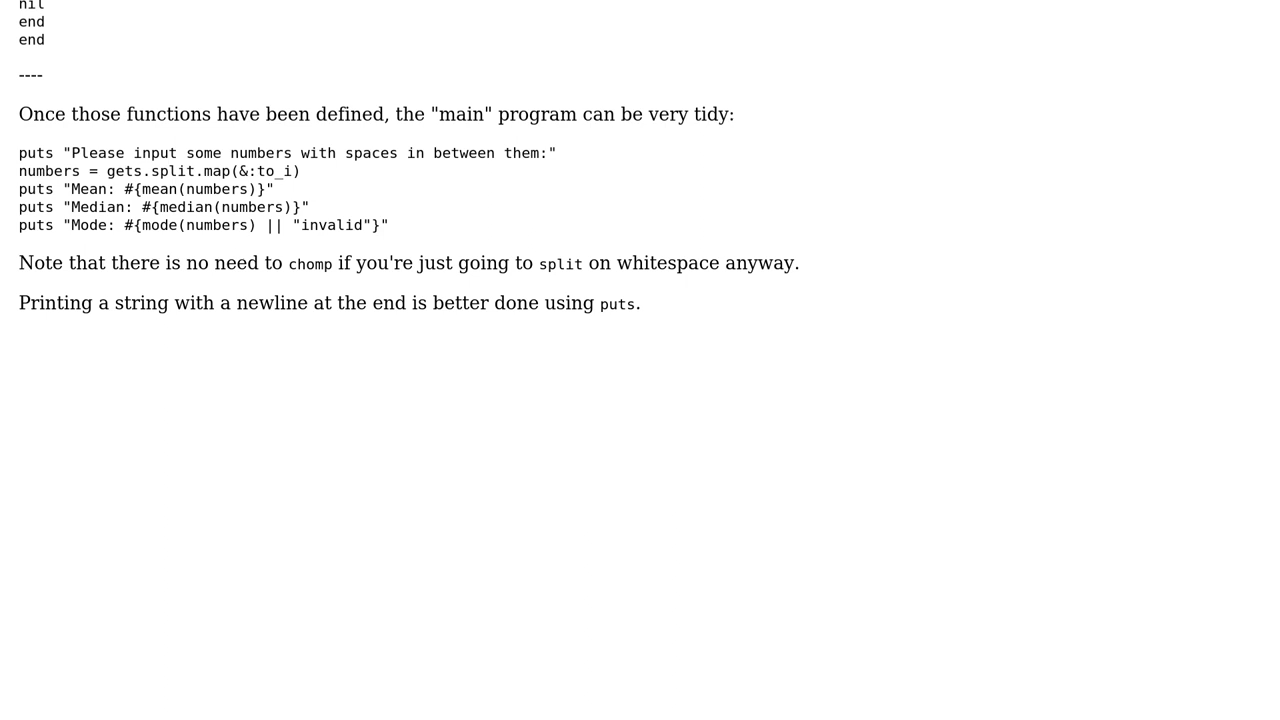 nil
end
end
----
Once those functions have been defined, the "main" program can be very tidy:
puts "Please input some numbers with spaces in between them:"
numbers = gets.split.map(&:to_i)
puts "Mean: #{mean(numbers)}"
puts "Median: #{median(numbers)}"
puts "Mode: #{mode(numbers) || "invalid"}"
Note that there is no need to chomp if you're just going to split on whitespace anyway.
Printing a string with a newline at the end is better done using puts.